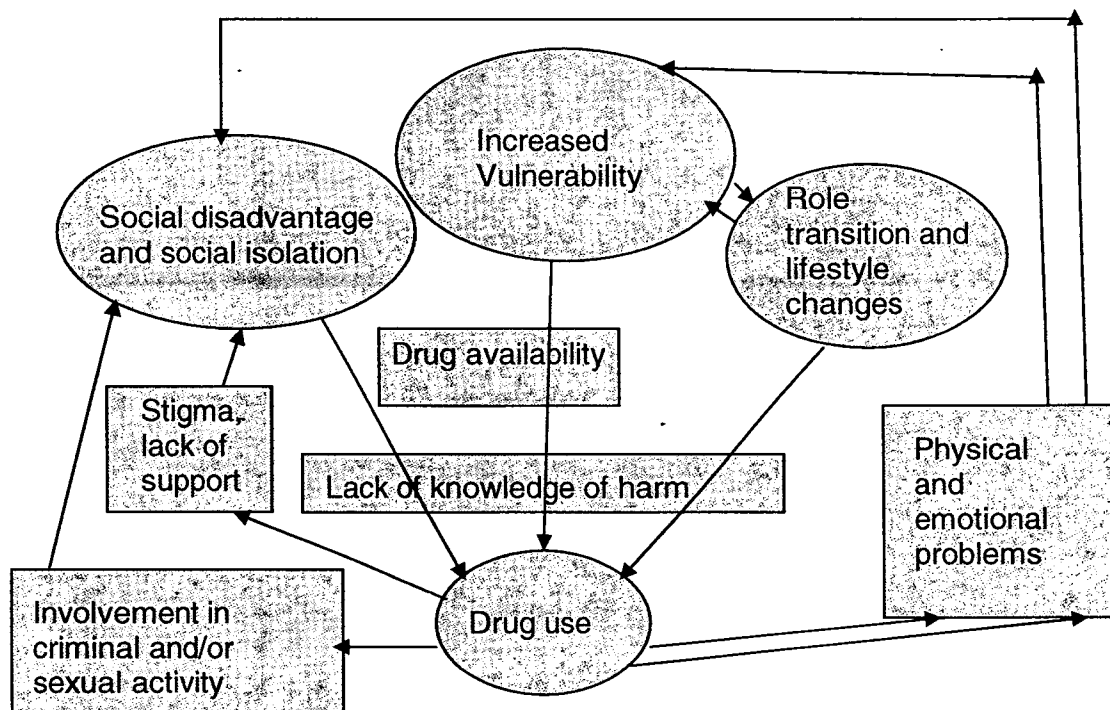 Increased
Vulnerability
Social disadvantage
and social isolation
Role
transition and
lifestyle
changes
Drug availability
Stigma,
lack of
support
Lack of knowledge of harm
Physical
and
emotional
problems
Involvement in
criminal and/or
sexual activity
Drug use